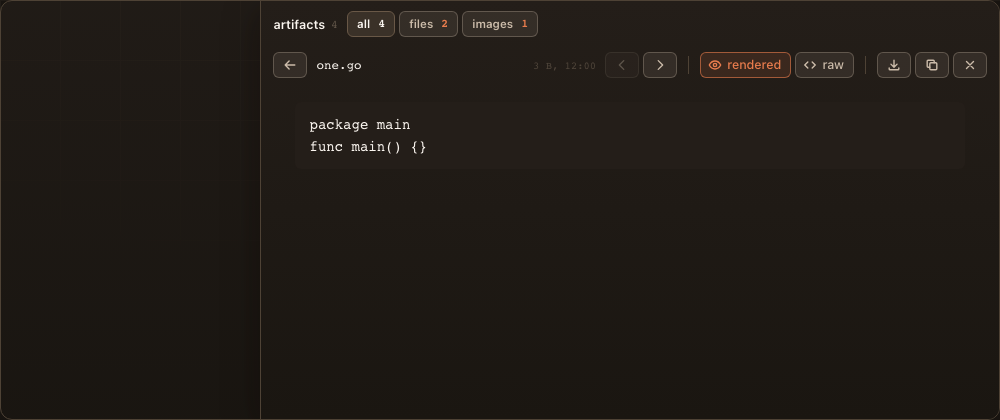 artifacts 4 all 4 files 2 images 1
one.go 3 B, 12:00 rendered raw
package main
func main() {}